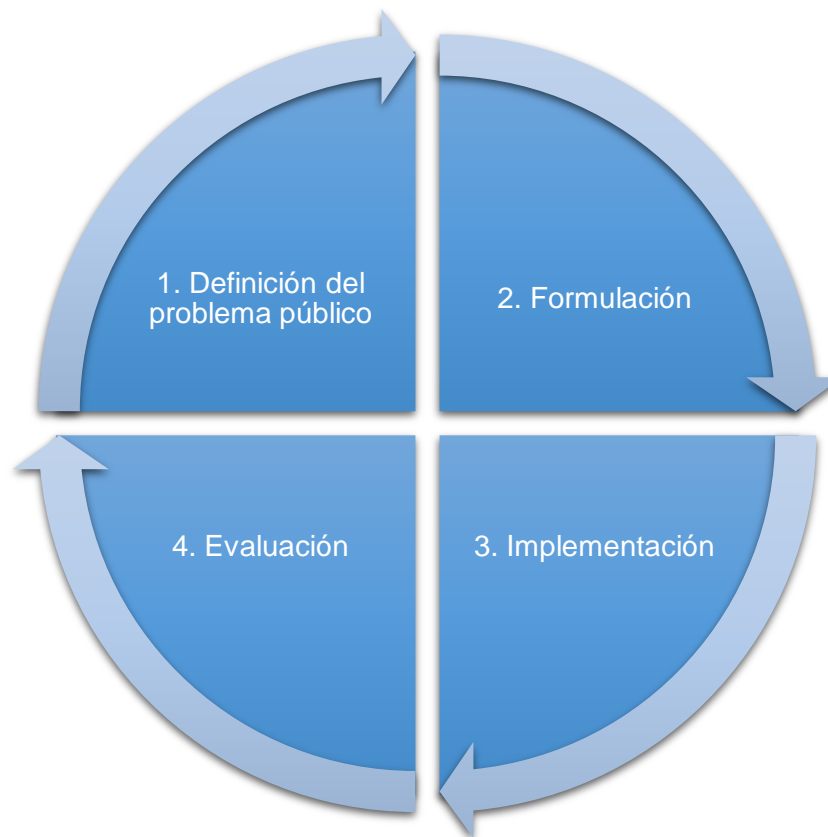 1. Definición del
problema público
2. Formulación
4. Evaluación
3. Implementación